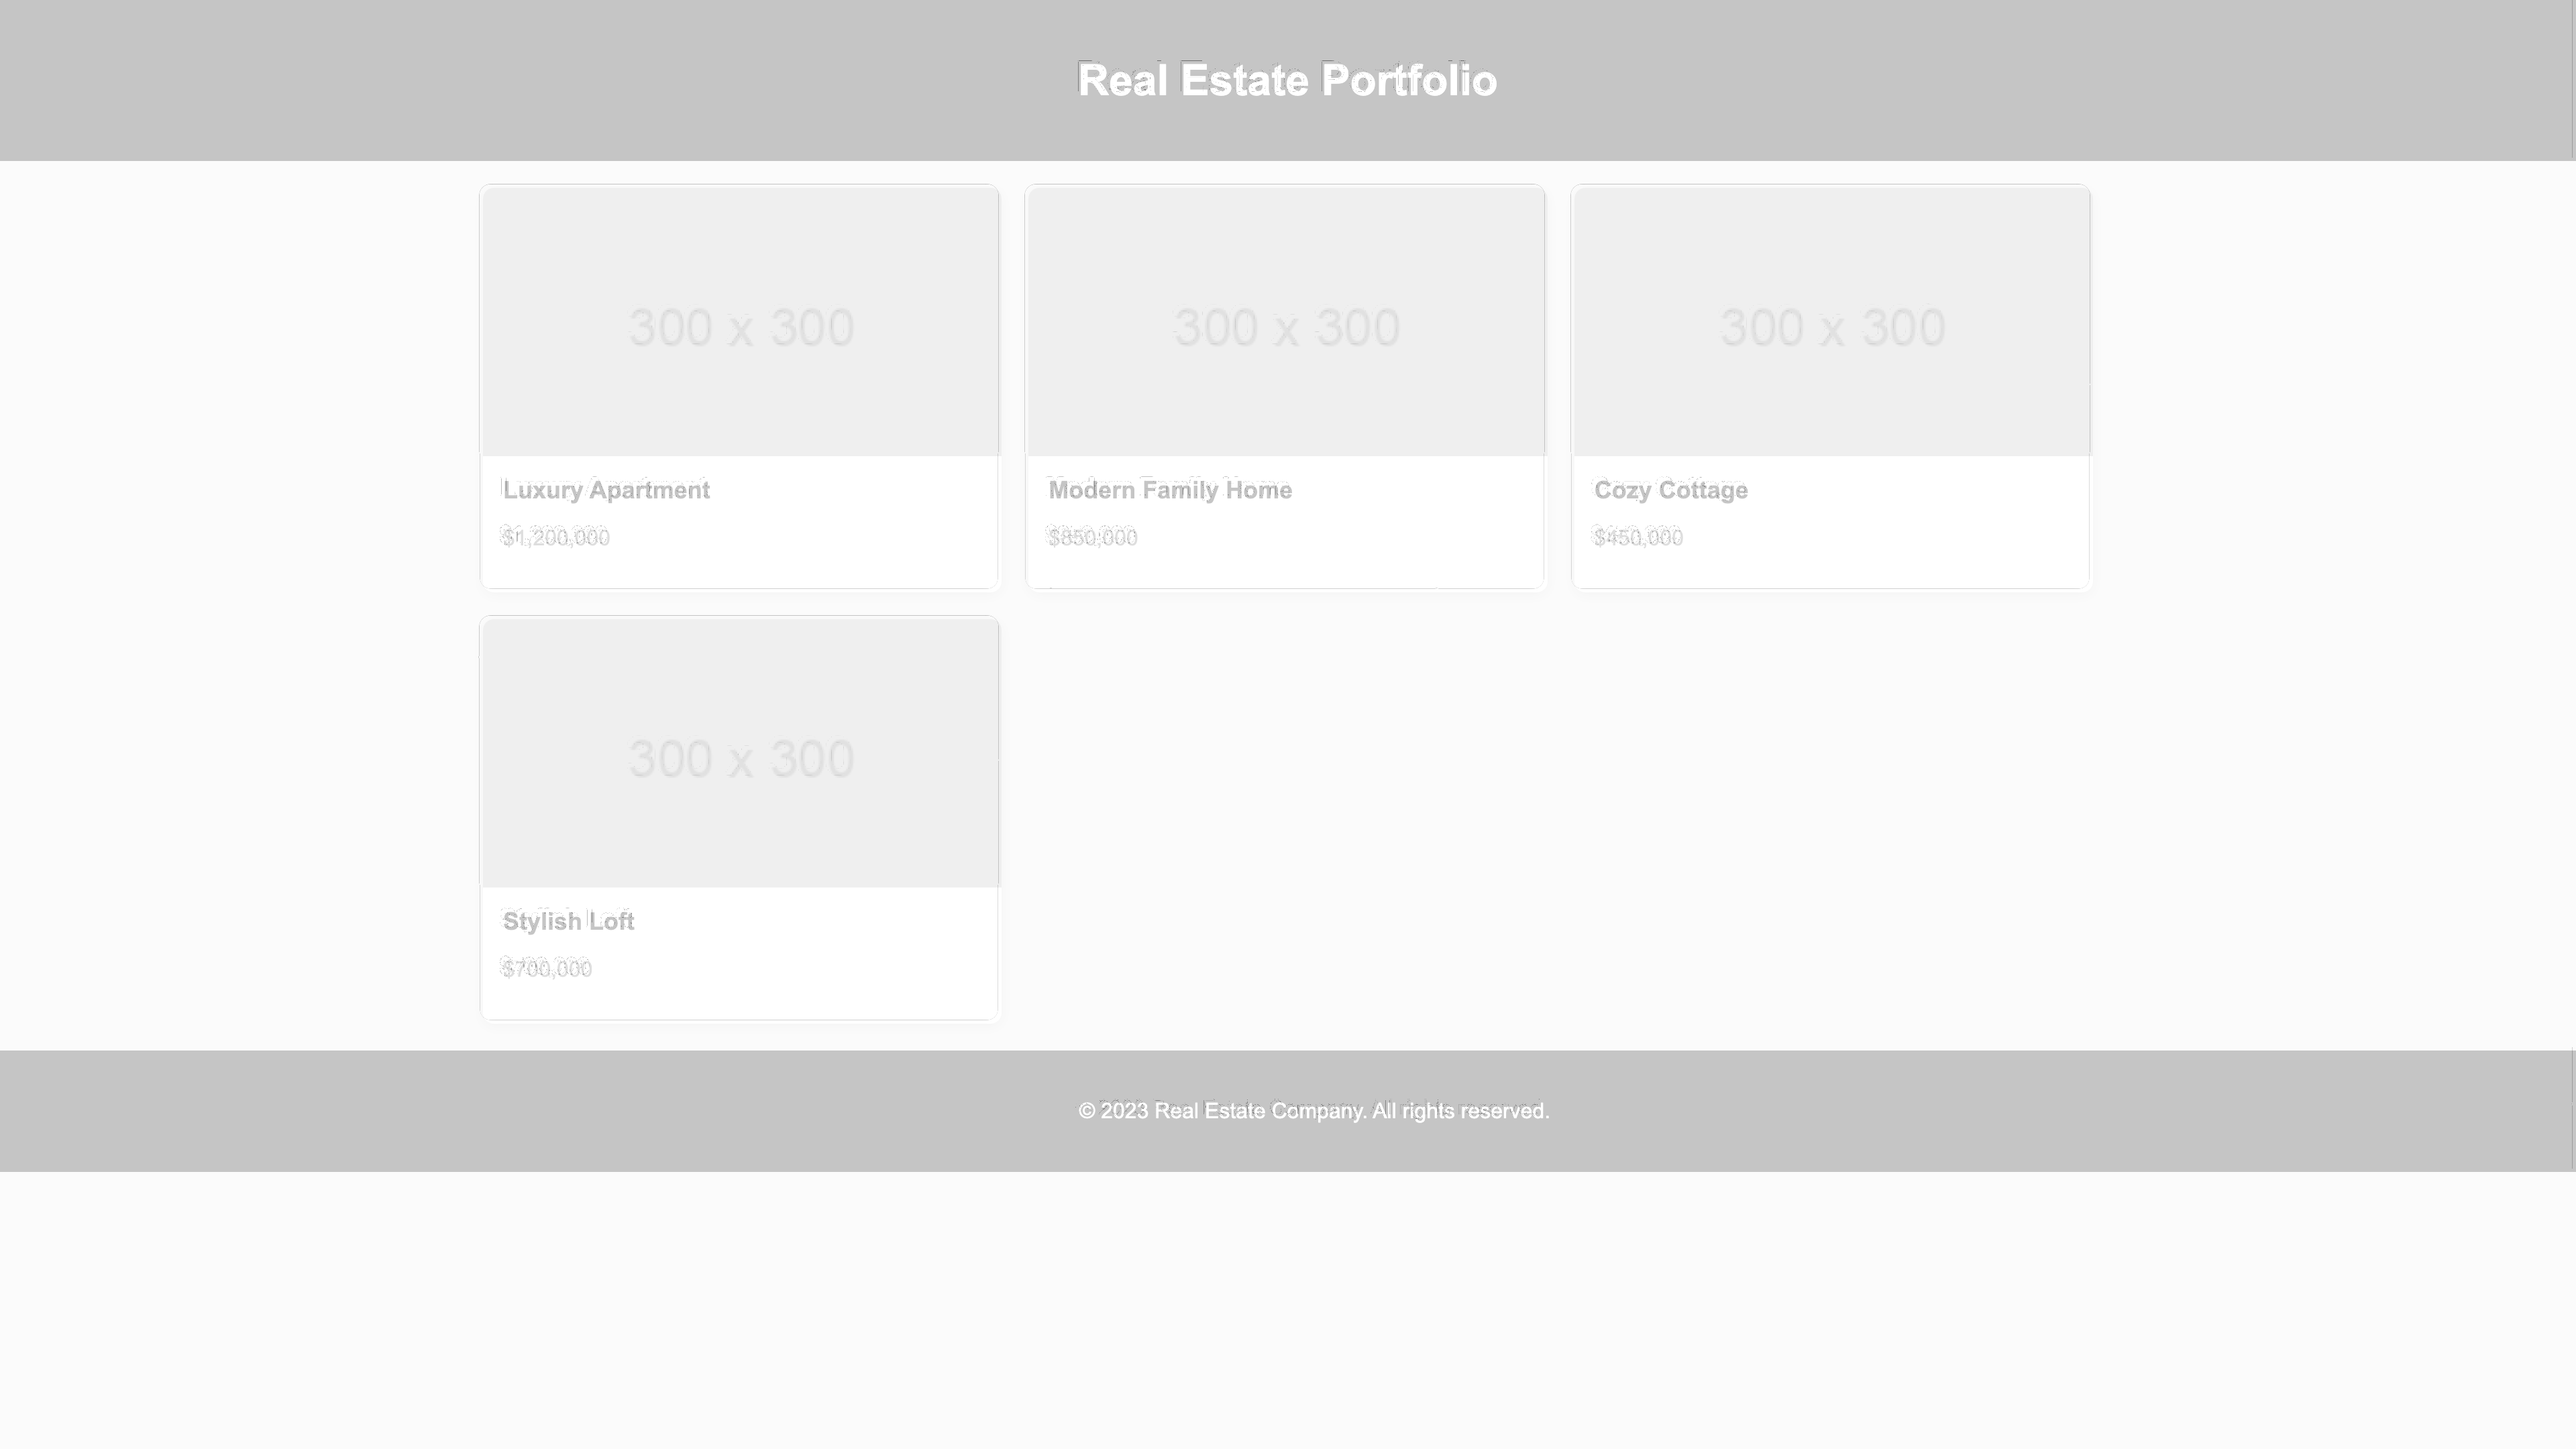 Real Estate Portfolio
300 x 300
300 x 300
300 x 300
Luxury Apartment
Modern Family Home
Cozy Cottage
$1,200,000
$850,000
$450,000
300 x 300
Stylish Loft
$700,000
© 2023 Real Estate Company. All rights reserved.